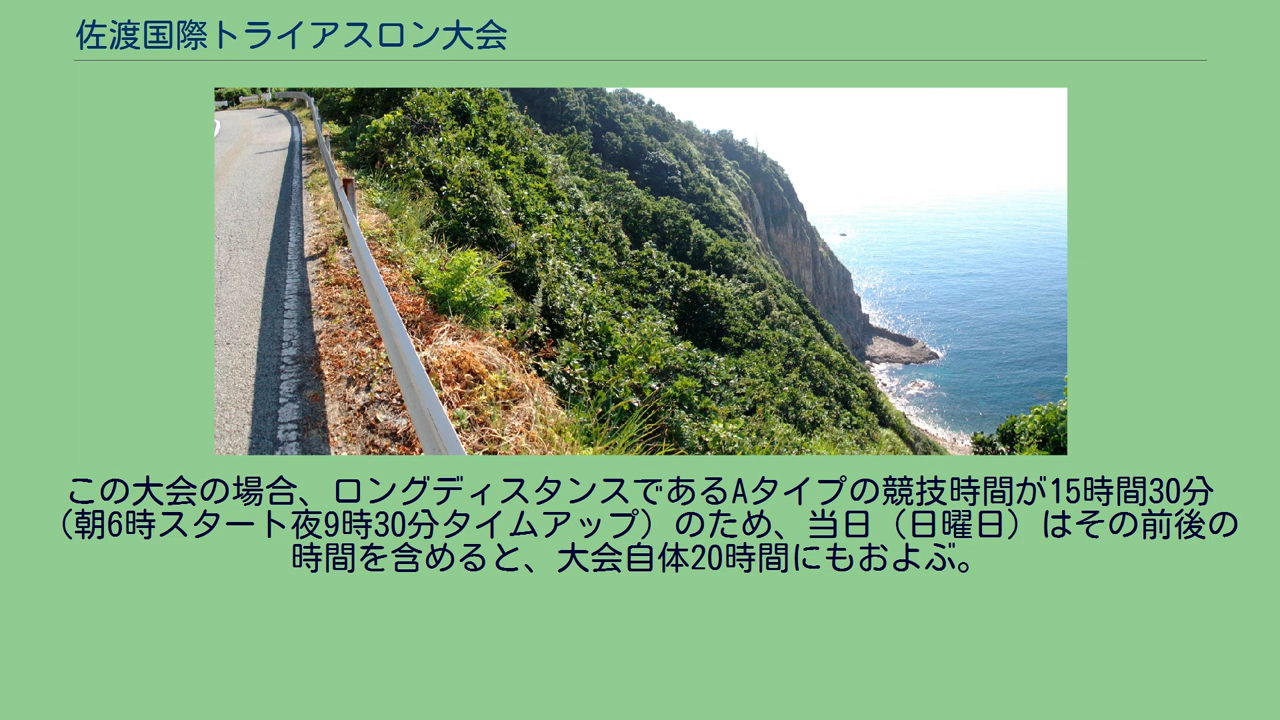 佐渡国際トライアスロン大会
この大会の場合、ロングディスタンスであるAタイプの競技時間が15時間30分
（朝6時スタート夜9時30分タイムアップ）のため、当日（日曜日）はその前後の
時間を含めると、大会自体20時間にもおよぶ。